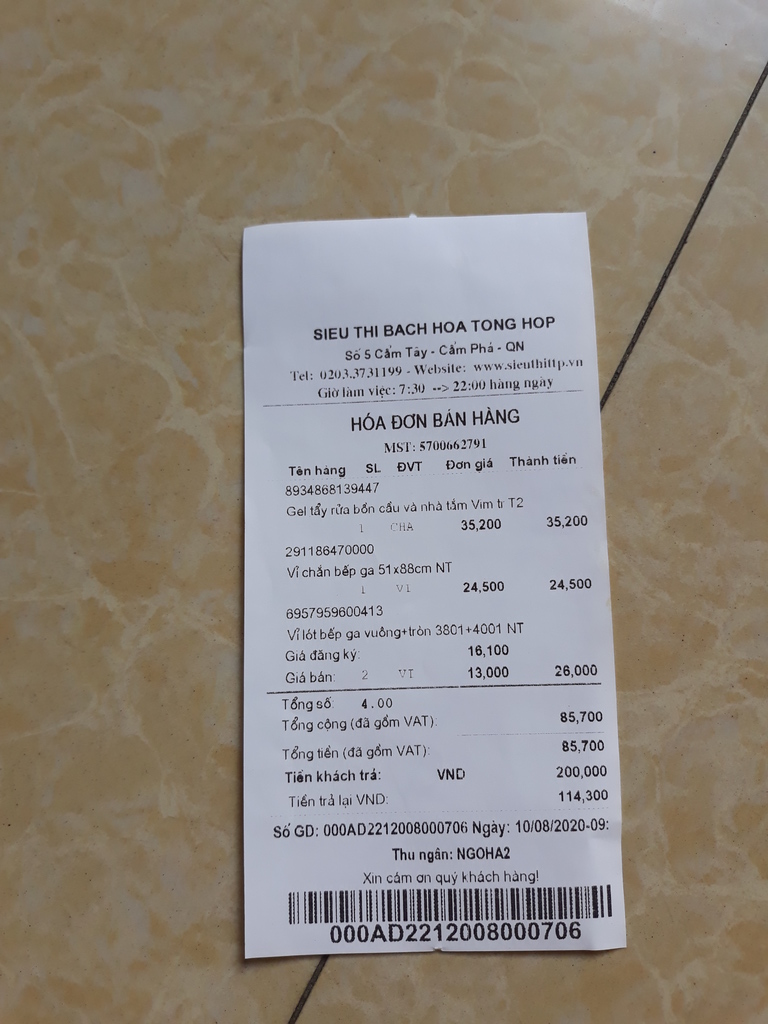 SIEU THI BACH HOA TONG HOP
Số 5 Cẩm Tây - Cẩm Phả - QN
Tel: 0203.3731199 - Website: www.sieuthittp.vn
Giờ làm việc: 7:30 --> 22:00 hàng ngày
HÓA ĐƠN BÁN HÀNG
MST: 5700662791
Tên hàng SL ĐVT Đơn giá Thành tiền
8934868139447
Gel tẩy rửa bồn cầu và nhà tắm Vim tr T2
1 CHA 35,200 35,200
291186470000
Vỉ chắn bếp ga 51x88cm NT
1 VI 24,500 24,500
6957959600413
Vỉ lót bếp ga vuông+tròn 3801+4001 NT
Giá đăng ký: 16,100
Giá bán: 2 VI 13,000 26,000
Tổng số: 4.00
Tổng cộng (đã gồm VAT): 85,700
Tổng tiền (đã gồm VAT): 85,700
Tiền khách trả: VND 200,000
Tiền trả lại VND: 114,300
Số GD: 000AD2212008000706 Ngày: 10/08/2020-09:
Thu ngân: NGOHA2
Xin cảm ơn quý khách hàng!
000AD2212008000706